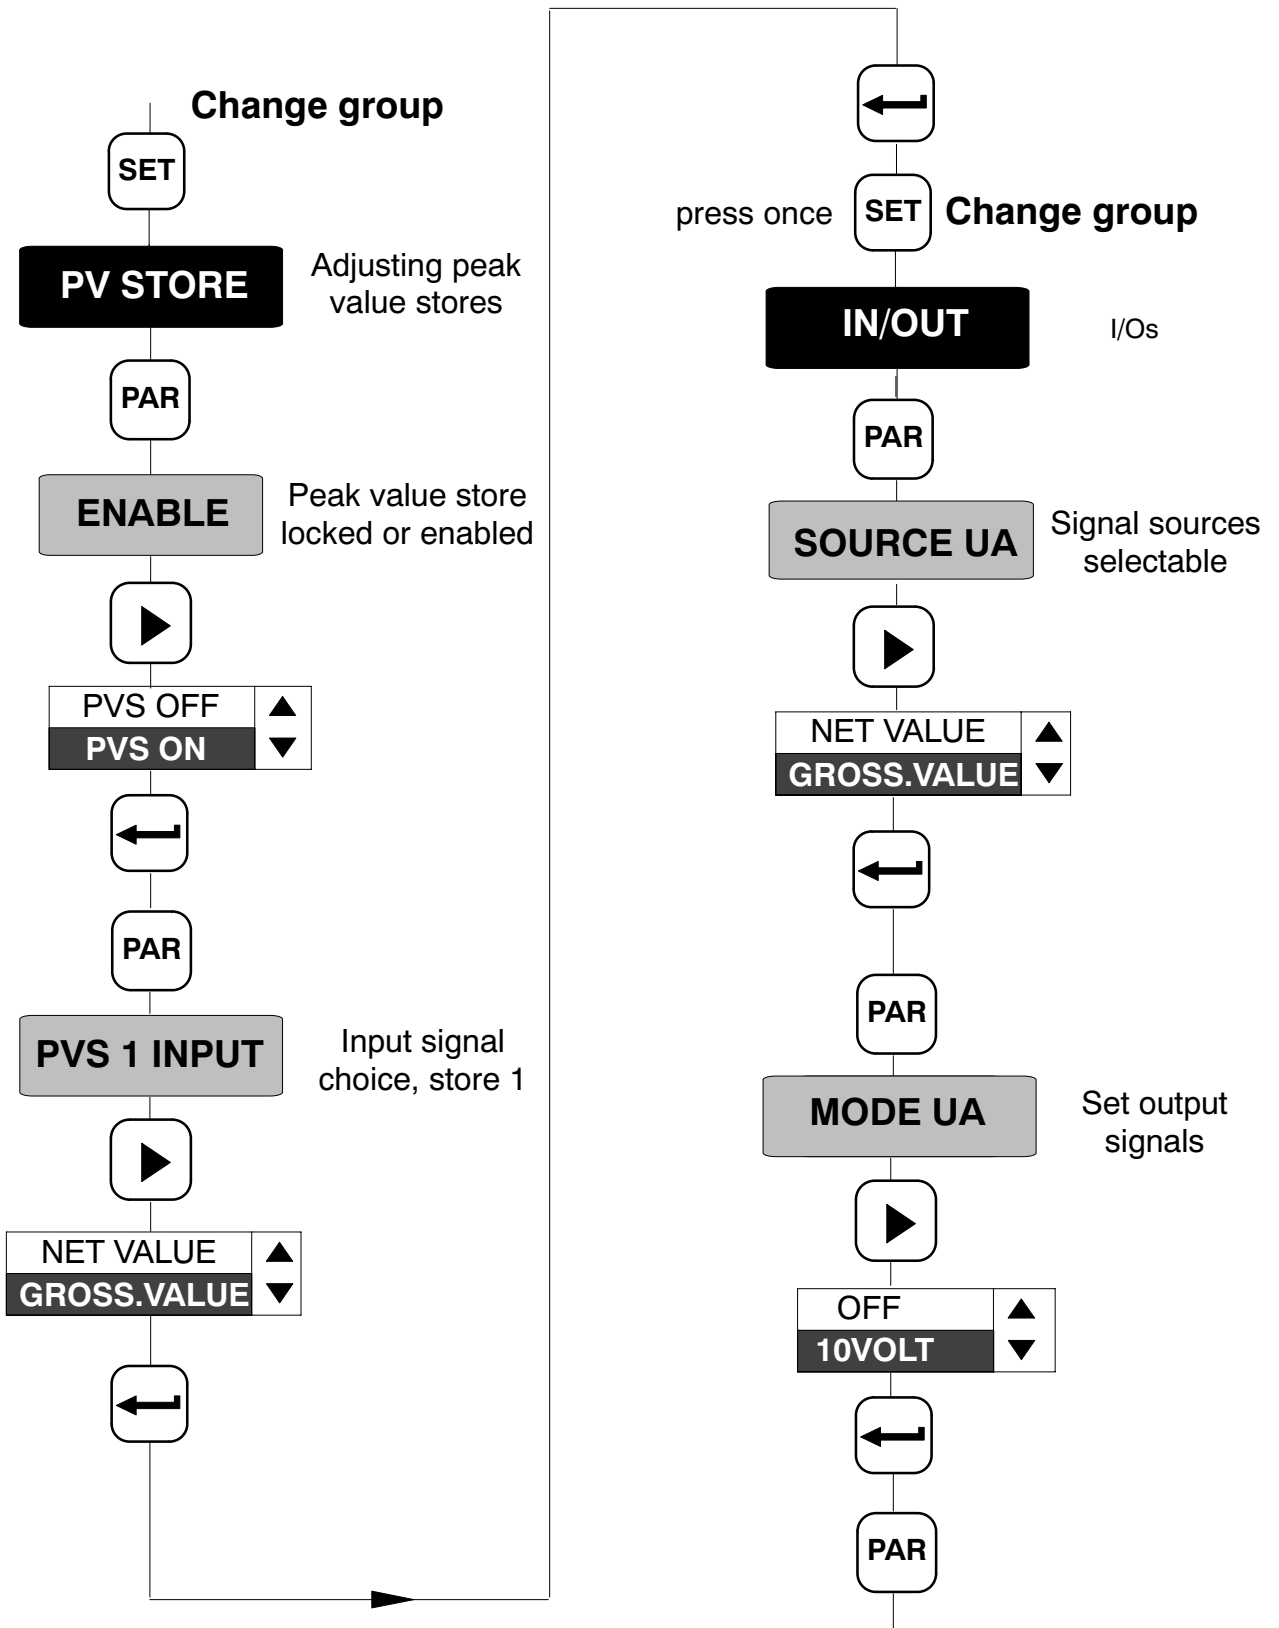 Change group
SET
PV STORE
Adjusting peak
value stores
PAR
ENABLE
Peak value store
locked or enabled
PVS OFF
PVS ON
PAR
PVS 1 INPUT
Input signal
choice, store 1
NET VALUE
GROSS.VALUE
press once
SET
Change group
IN/OUT
I/Os
PAR
SOURCE UA
Signal sources
selectable
NET VALUE
GROSS.VALUE
PAR
MODE UA
Set output
signals
OFF
10VOLT
PAR